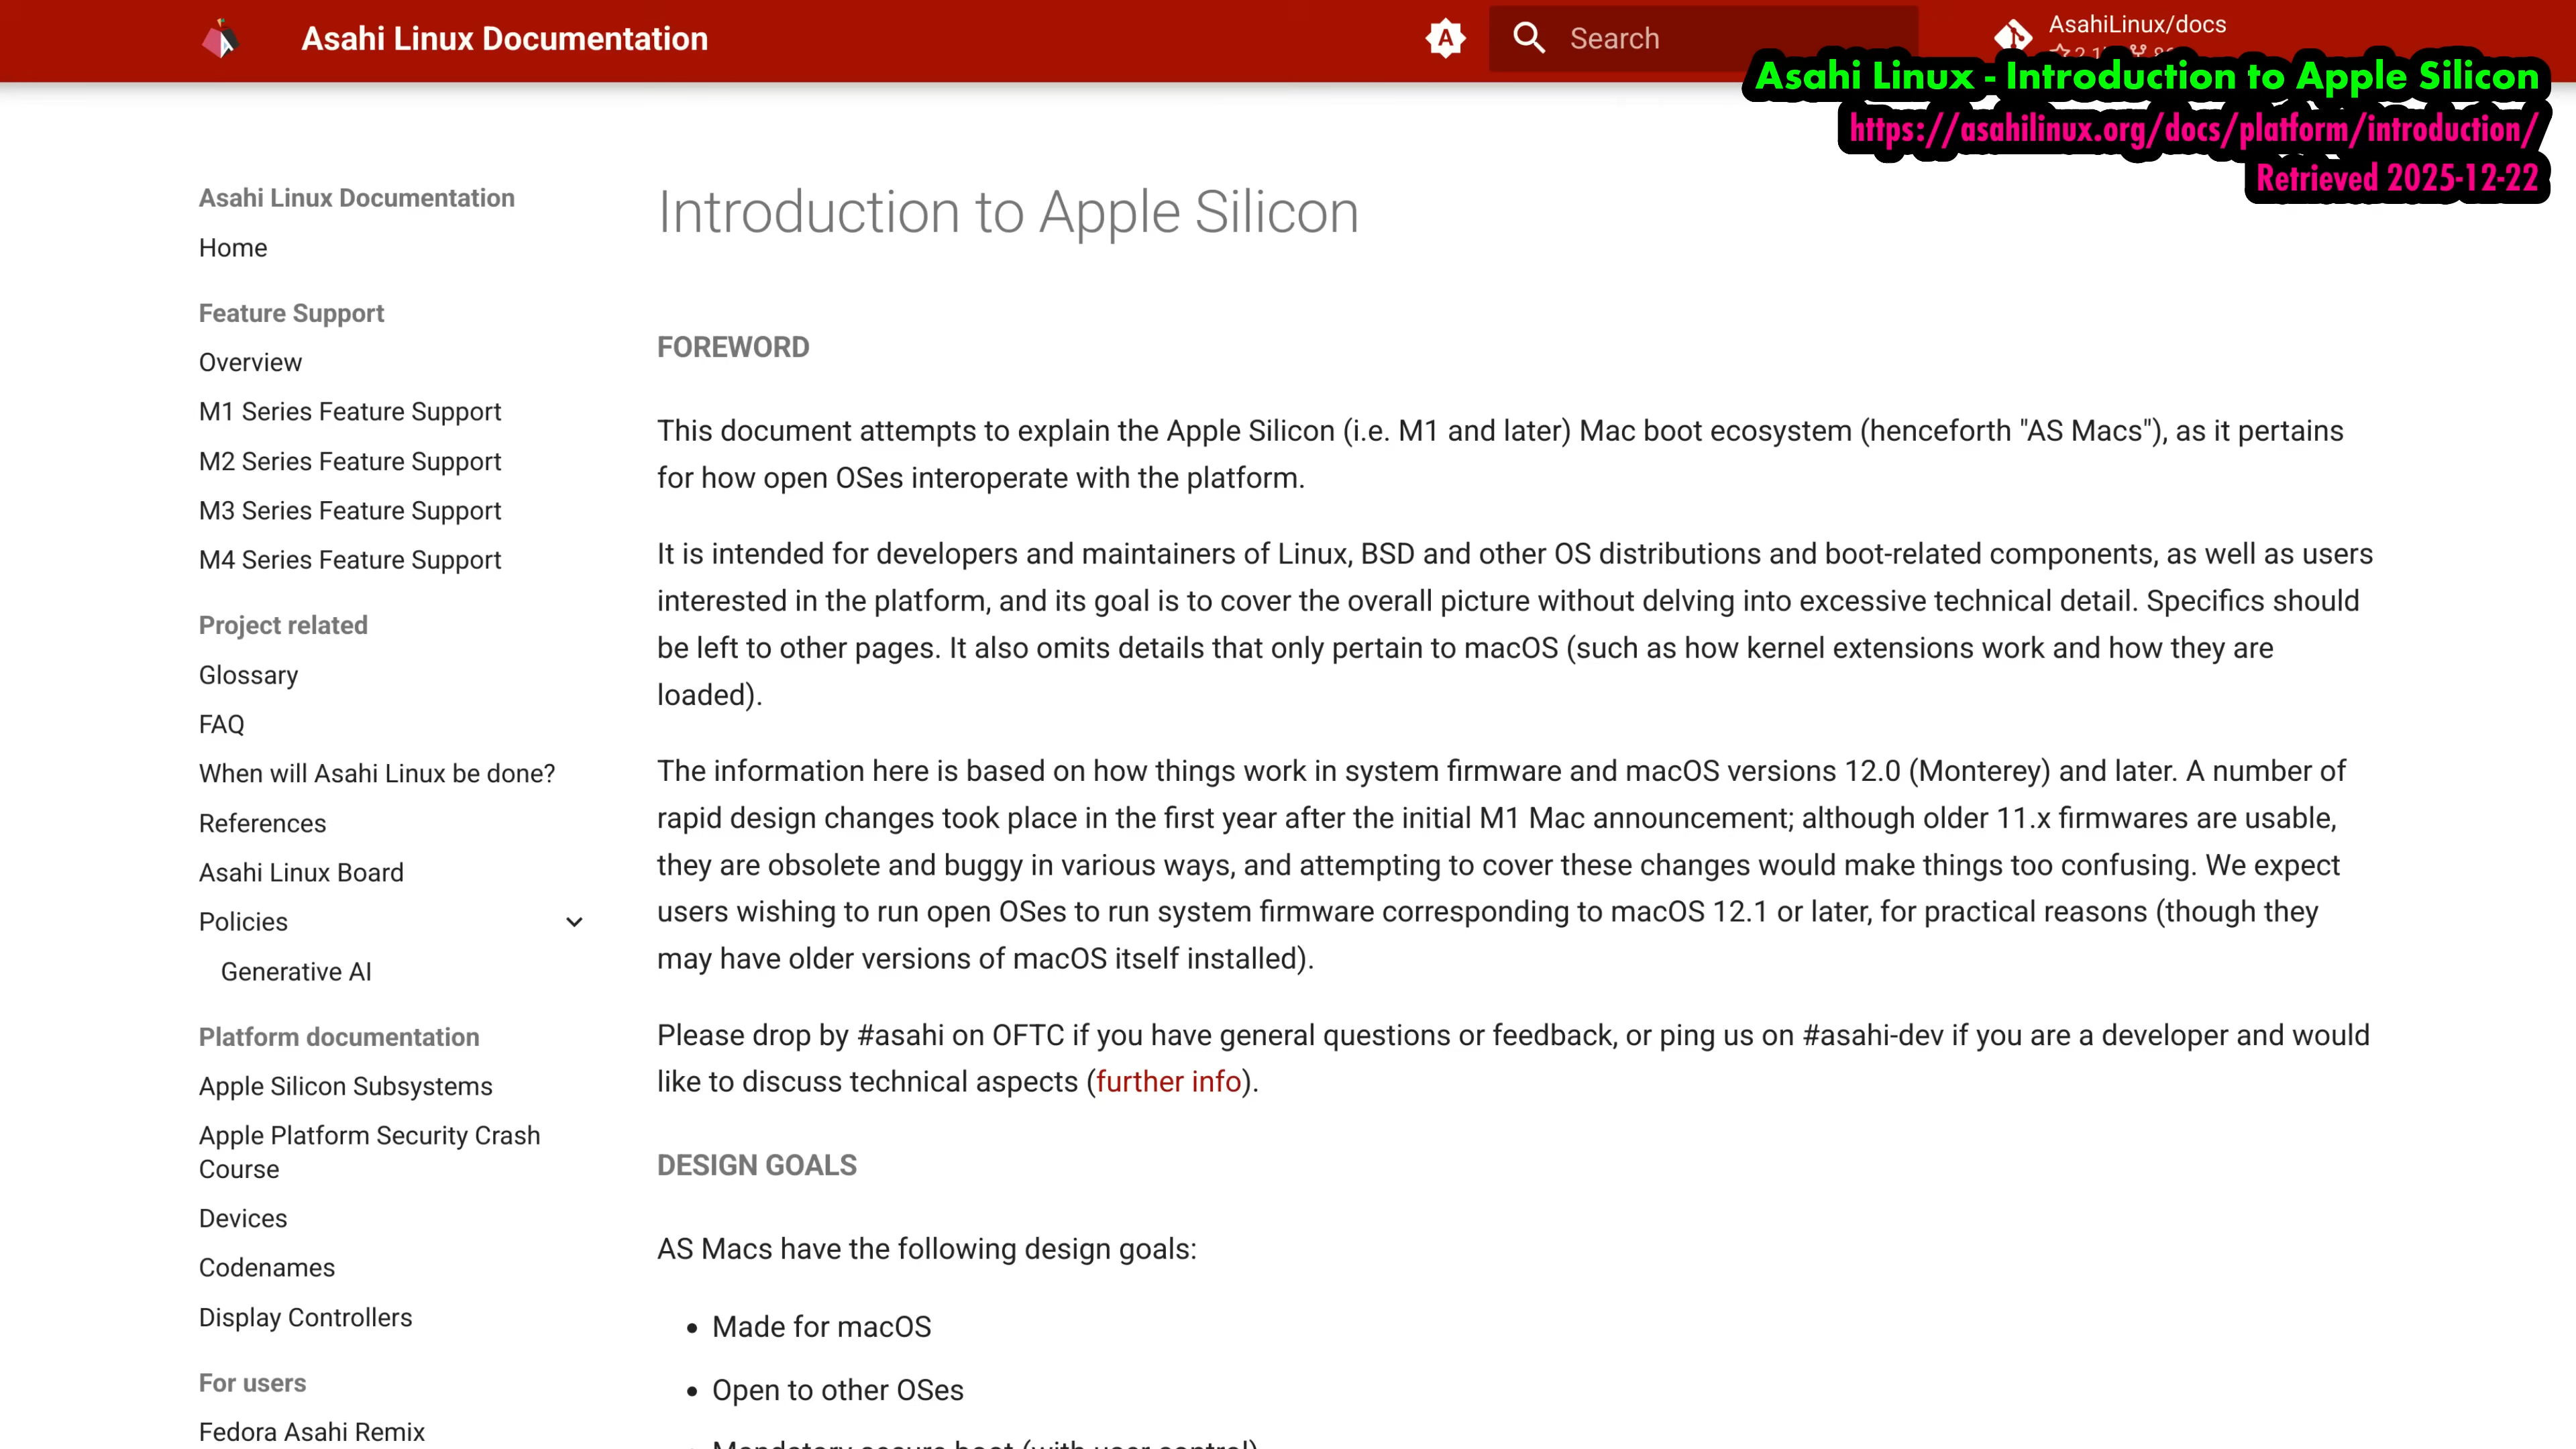 Asahi Linux Documentation
Search
AsahiLinux/docs
Asahi Linux - Introduction to Apple Silicon
https://asahilinux.org/docs/platform/introduction/
Retrieved 2025-12-22
Asahi Linux Documentation
Home
Feature Support
Overview
M1 Series Feature Support
M2 Series Feature Support
M3 Series Feature Support
M4 Series Feature Support
Project related
Glossary
FAQ
When will Asahi Linux be done?
References
Asahi Linux Board
Policies
Generative AI
Platform documentation
Apple Silicon Subsystems
Apple Platform Security Crash
Course
Devices
Codenames
Display Controllers
For users
Fedora Asahi Remix
Introduction to Apple Silicon
FOREWORD
This document attempts to explain the Apple Silicon (i.e. M1 and later) Mac boot ecosystem (henceforth "AS Macs"), as it pertains
for how open OSes interoperate with the platform.
It is intended for developers and maintainers of Linux, BSD and other OS distributions and boot-related components, as well as users
interested in the platform, and its goal is to cover the overall picture without delving into excessive technical detail. Specifics should
be left to other pages. It also omits details that only pertain to macOS (such as how kernel extensions work and how they are
loaded).
The information here is based on how things work in system firmware and macOS versions 12.0 (Monterey) and later. A number of
rapid design changes took place in the first year after the initial M1 Mac announcement; although older 11.x firmwares are usable,
they are obsolete and buggy in various ways, and attempting to cover these changes would make things too confusing. We expect
users wishing to run open OSes to run system firmware corresponding to macOS 12.1 or later, for practical reasons (though they
may have older versions of macOS itself installed).
Please drop by #asahi on OFTC if you have general questions or feedback, or ping us on #asahi-dev if you are a developer and would
like to discuss technical aspects (further info).
DESIGN GOALS
AS Macs have the following design goals:
• Made for macOS
• Open to other OSes
• Mandatory secure boot (with user control)